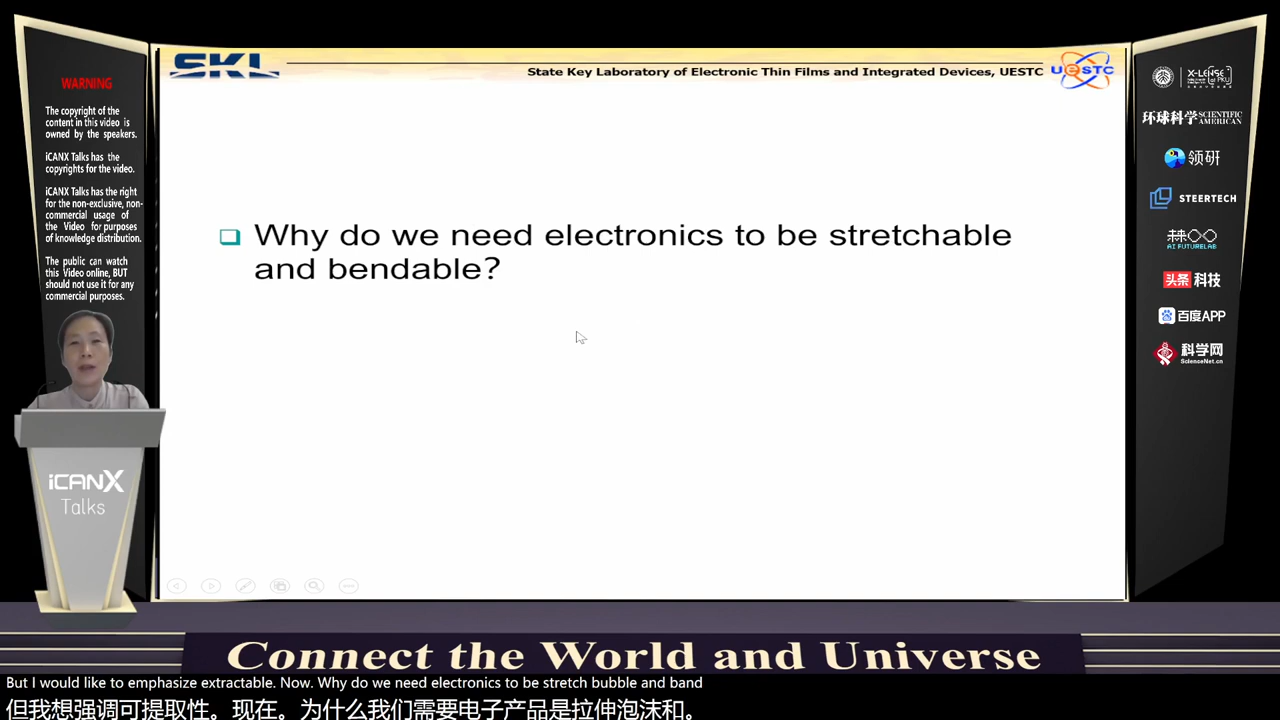 SKL
State Key Laboratory of Electronic Thin Films and Integrated Devices, UESTC
UESTC
WARNING
The copyright of the
content in this video is
owned by the speakers.
iCANX Talks has the
copyrights for the video.
iCANX Talks has the right
for the non-exclusive, non-
commercial usage of
the Video for purposes
of knowledge distribution.
The public can watch
this Video online, BUT
should not use it for any
commercial purposes.
Why do we need electronics to be stretchable
and bendable?
iCANX
Talks
X-LENSE
at PKU
环球科学 SCIENTIFIC AMERICAN
领研
STEERTECH
AI FUTURELAB
头条 科技
百度APP
科学网
ScienceNet.cn
Connect the World and Universe
But I would like to emphasize extractable. Now. Why do we need electronics to be stretch bubble and band
但我想强调可提取性。现在。为什么我们需要电子产品是拉伸泡沫和。